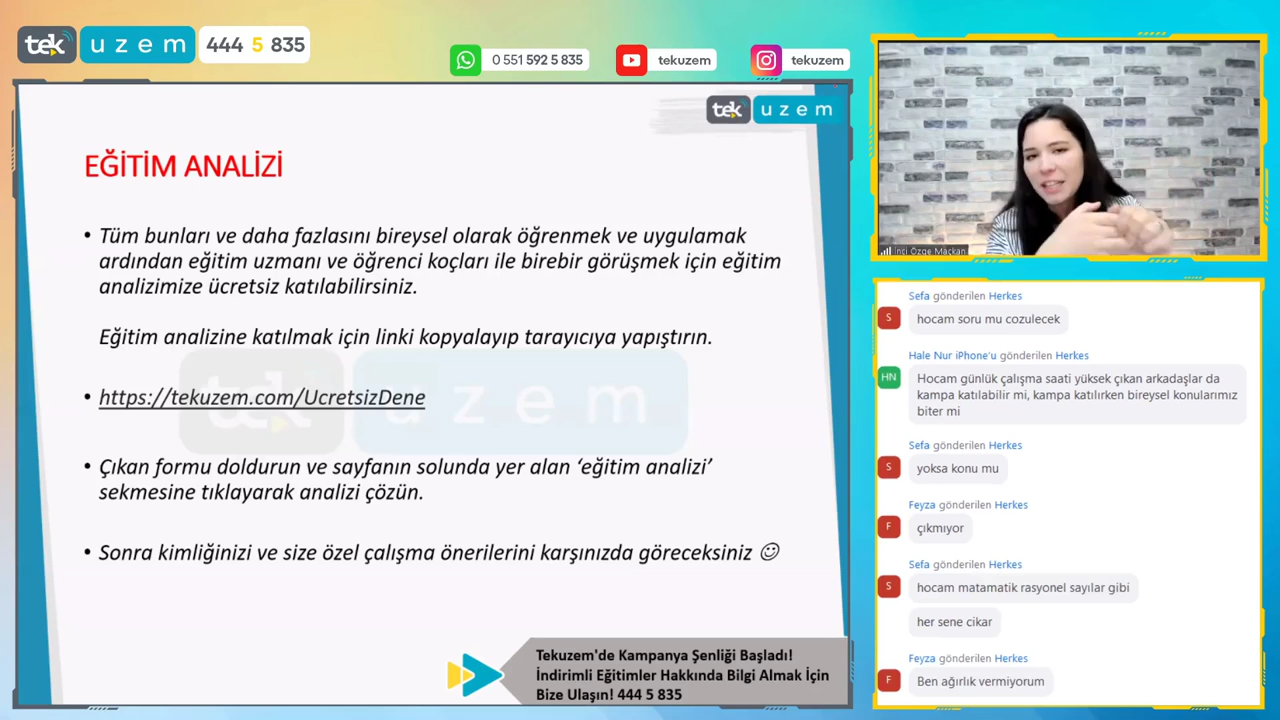 tek uzem 444 5 835
0 551 592 5 835
tekuzem
tekuzem
tek uzem
EĞİTİM ANALİZİ
• Tüm bunları ve daha fazlasını bireysel olarak öğrenmek ve uygulamak
ardından eğitim uzmanı ve öğrenci koçları ile birebir görüşmek için eğitim
analizimize ücretsiz katılabilirsiniz.
Eğitim analizine katılmak için linki kopyalayıp tarayıcıya yapıştırın.
• https://tekuzem.com/UcretsizDene
tek uzem
• Çıkan formu doldurun ve sayfanın solunda yer alan ‘eğitim analizi’
sekmesine tıklayarak analizi çözün.
• Sonra kimliğinizi ve size özel çalışma önerilerini karşınızda göreceksiniz ☺
Tekuzem'de Kampanya Şenliği Başladı!
İndirimli Eğitimler Hakkında Bilgi Almak İçin
Bize Ulaşın! 444 5 835
İnci Özge Maçkan
Sefa gönderilen Herkes
S
hocam soru mu cozulecek
Hale Nur iPhone'u gönderilen Herkes
HN
Hocam günlük çalışma saati yüksek çıkan arkadaşlar da
kampa katılabilir mi, kampa katılırken bireysel konularımız
biter mi
Sefa gönderilen Herkes
S
yoksa konu mu
Feyza gönderilen Herkes
F
çıkmıyor
Sefa gönderilen Herkes
S
hocam matamatik rasyonel sayılar gibi
her sene cikar
Feyza gönderilen Herkes
F
Ben ağırlık vermiyorum